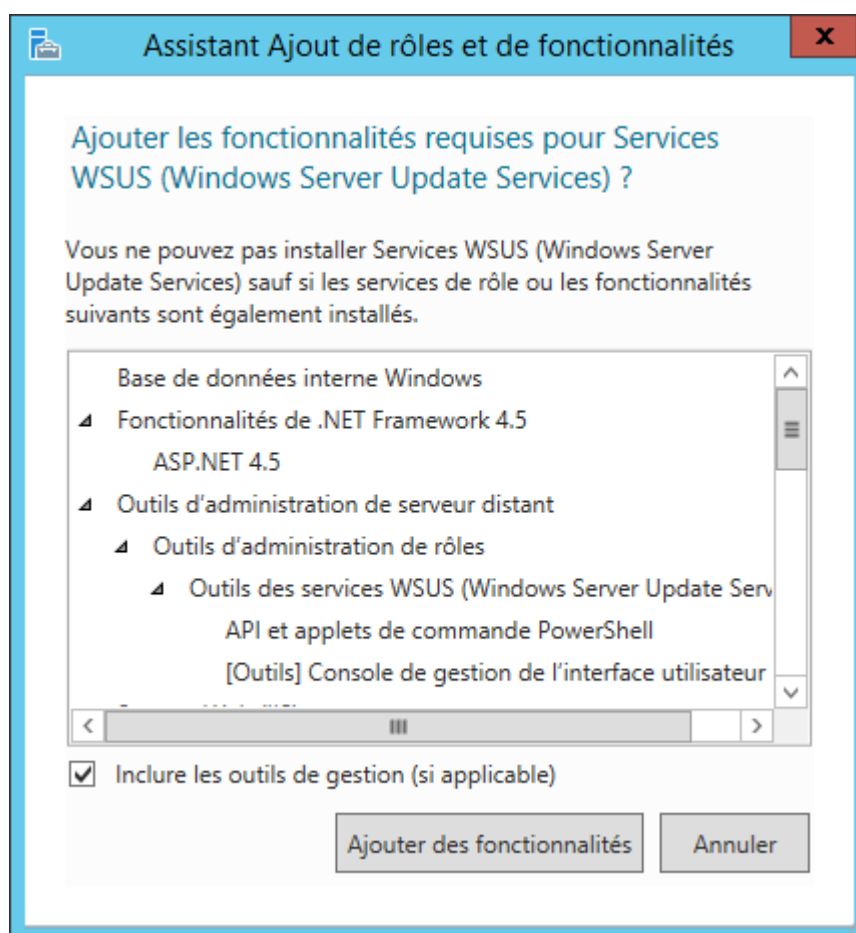 Assistant Ajout de rôles et de fonctionnalités
x
Ajouter les fonctionnalités requises pour Services
WSUS (Windows Server Update Services) ?
Vous ne pouvez pas installer Services WSUS (Windows Server
Update Services) sauf si les services de rôle ou les fonctionnalités
suivants sont également installés.
Base de données interne Windows
Fonctionnalités de .NET Framework 4.5
ASP.NET 4.5
Outils d'administration de serveur distant
Outils d'administration de rôles
Outils des services WSUS (Windows Server Update Serv
API et applets de commande PowerShell
[Outils] Console de gestion de l'interface utilisateur
Inclure les outils de gestion (si applicable)
Ajouter des fonctionnalités
Annuler